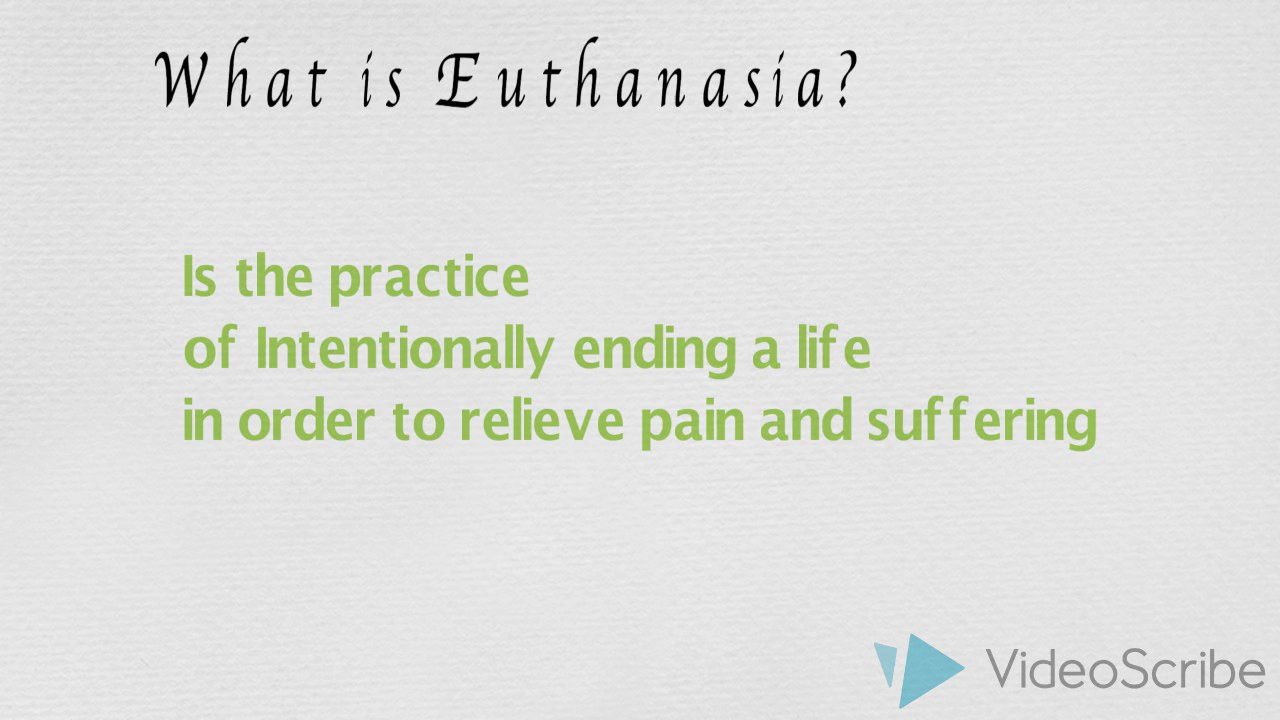 What is Euthanasia?
Is the practice
of Intentionally ending a life
in order to relieve pain and suffering
VideoScribe